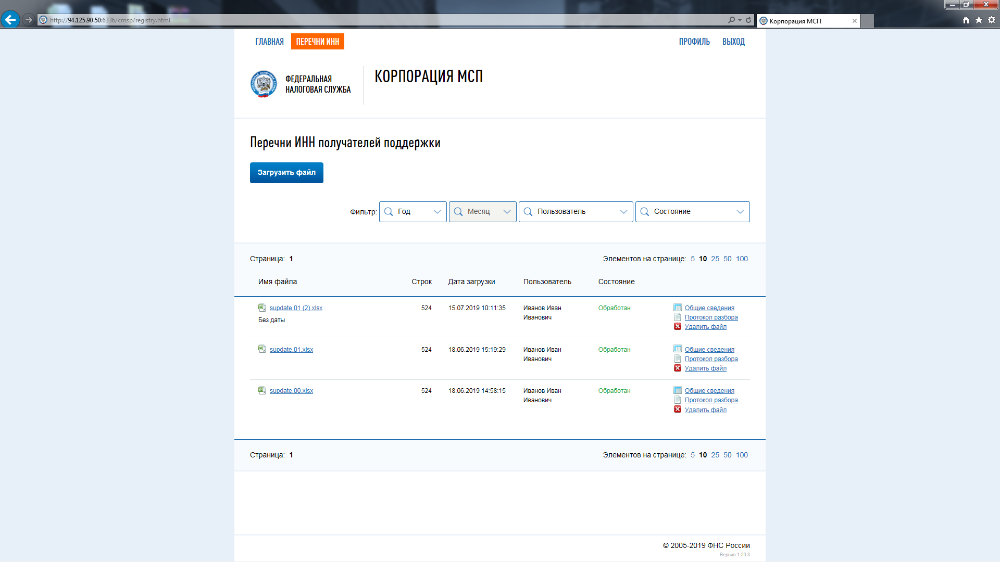 http://94.125.90.50:6336/cmsp/registry.html
Корпорация МСП
ГЛАВНАЯ ПЕРЕЧНИ ИНН ПРОФИЛЬ ВЫХОД
ФЕДЕРАЛЬНАЯ
НАЛОГОВАЯ СЛУЖБА
КОРПОРАЦИЯ МСП
Перечни ИНН получателей поддержки
Загрузить файл
Фильтр: Год Месяц Пользователь Состояние
Страница: 1 Элементов на странице: 5 10 25 50 100
Имя файла Строк Дата загрузки Пользователь Состояние
supdate.01 (2).xlsx 524 15.07.2019 10:11:35 Иванов Иван Обработан Общие сведения
Без даты Иванович Протокол разбора
Удалить файл
supdate.01.xlsx 524 18.06.2019 15:19:29 Иванов Иван Обработан Общие сведения
Иванович Протокол разбора
Удалить файл
supdate.00.xlsx 524 18.06.2019 14:58:15 Иванов Иван Обработан Общие сведения
Иванович Протокол разбора
Удалить файл
Страница: 1 Элементов на странице: 5 10 25 50 100
© 2005-2019 ФНС России
Версия 1.20.3